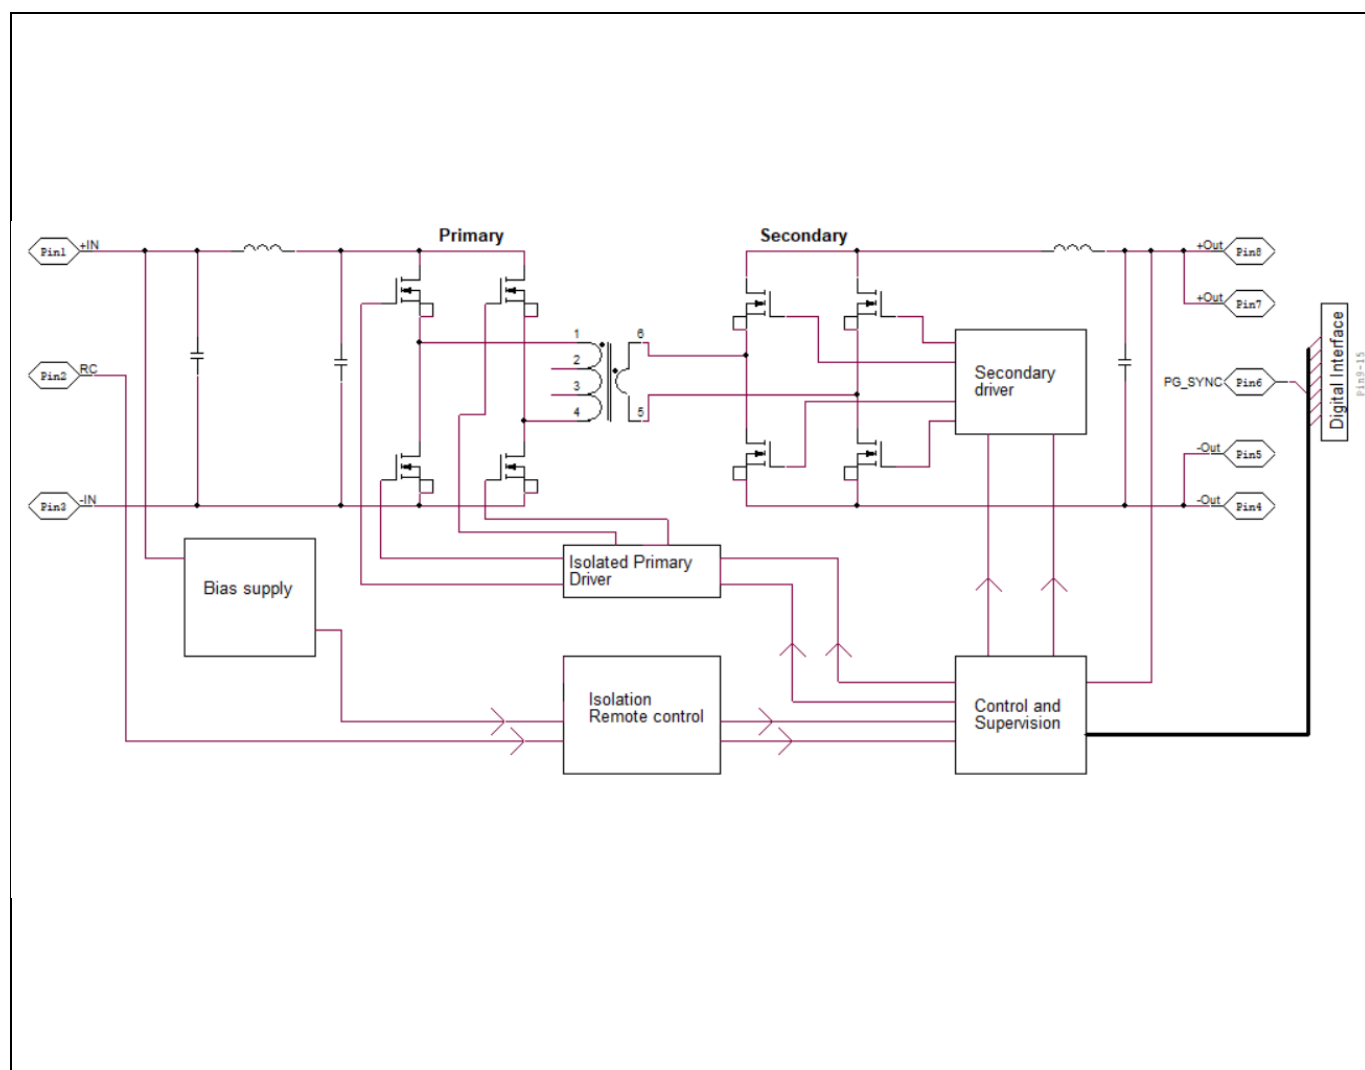 Primary
Secondary
Pin1
+IN
+Out
Pin8
+Out
Pin7
1
6
2
3
4
5
Pin2
RC
Secondary
driver
PG_SYNC
Pin6
Digital Interface
Pin9-15
-Out
Pin5
Pin3
-IN
-Out
Pin4
Isolated Primary
Driver
Bias supply
Isolation
Remote control
Control and
Supervision